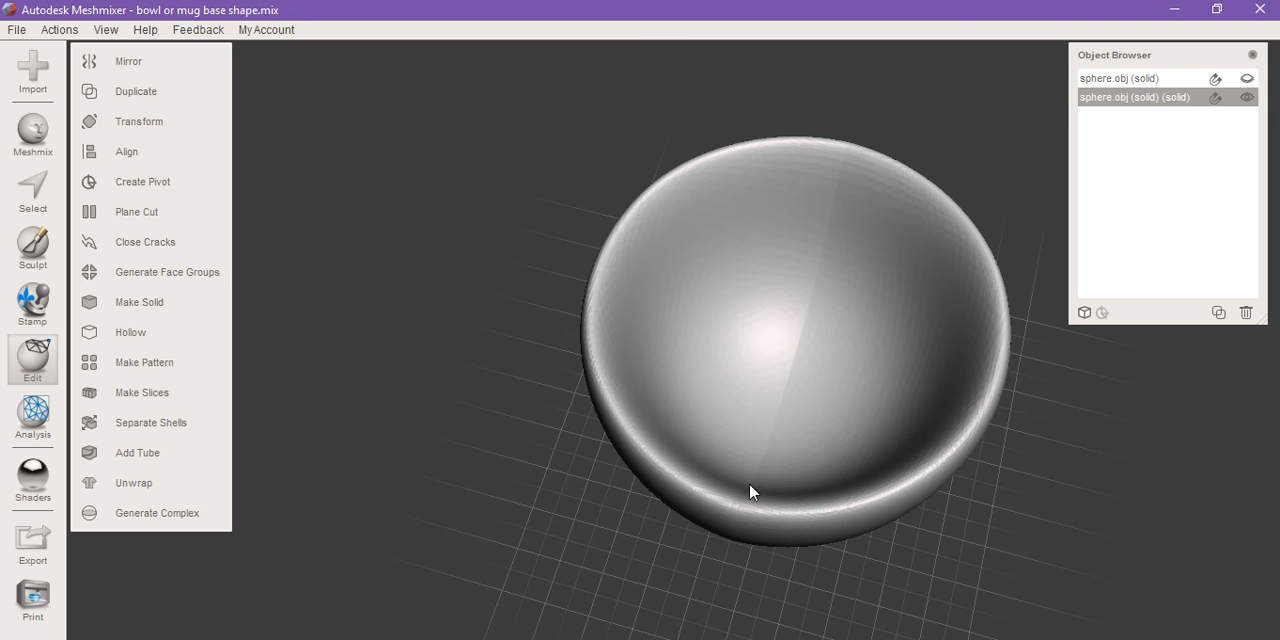 Autodesk Meshmixer - bowl or mug base shape.mix
File Actions View Help Feedback My Account
Import
Meshmix
Select
Sculpt
Stamp
Edit
Analysis
Shaders
Export
Print
Mirror
Duplicate
Transform
Align
Create Pivot
Plane Cut
Close Cracks
Generate Face Groups
Make Solid
Hollow
Make Pattern
Make Slices
Separate Shells
Add Tube
Unwrap
Generate Complex
Object Browser
sphere.obj (solid)
sphere.obj (solid) (solid)